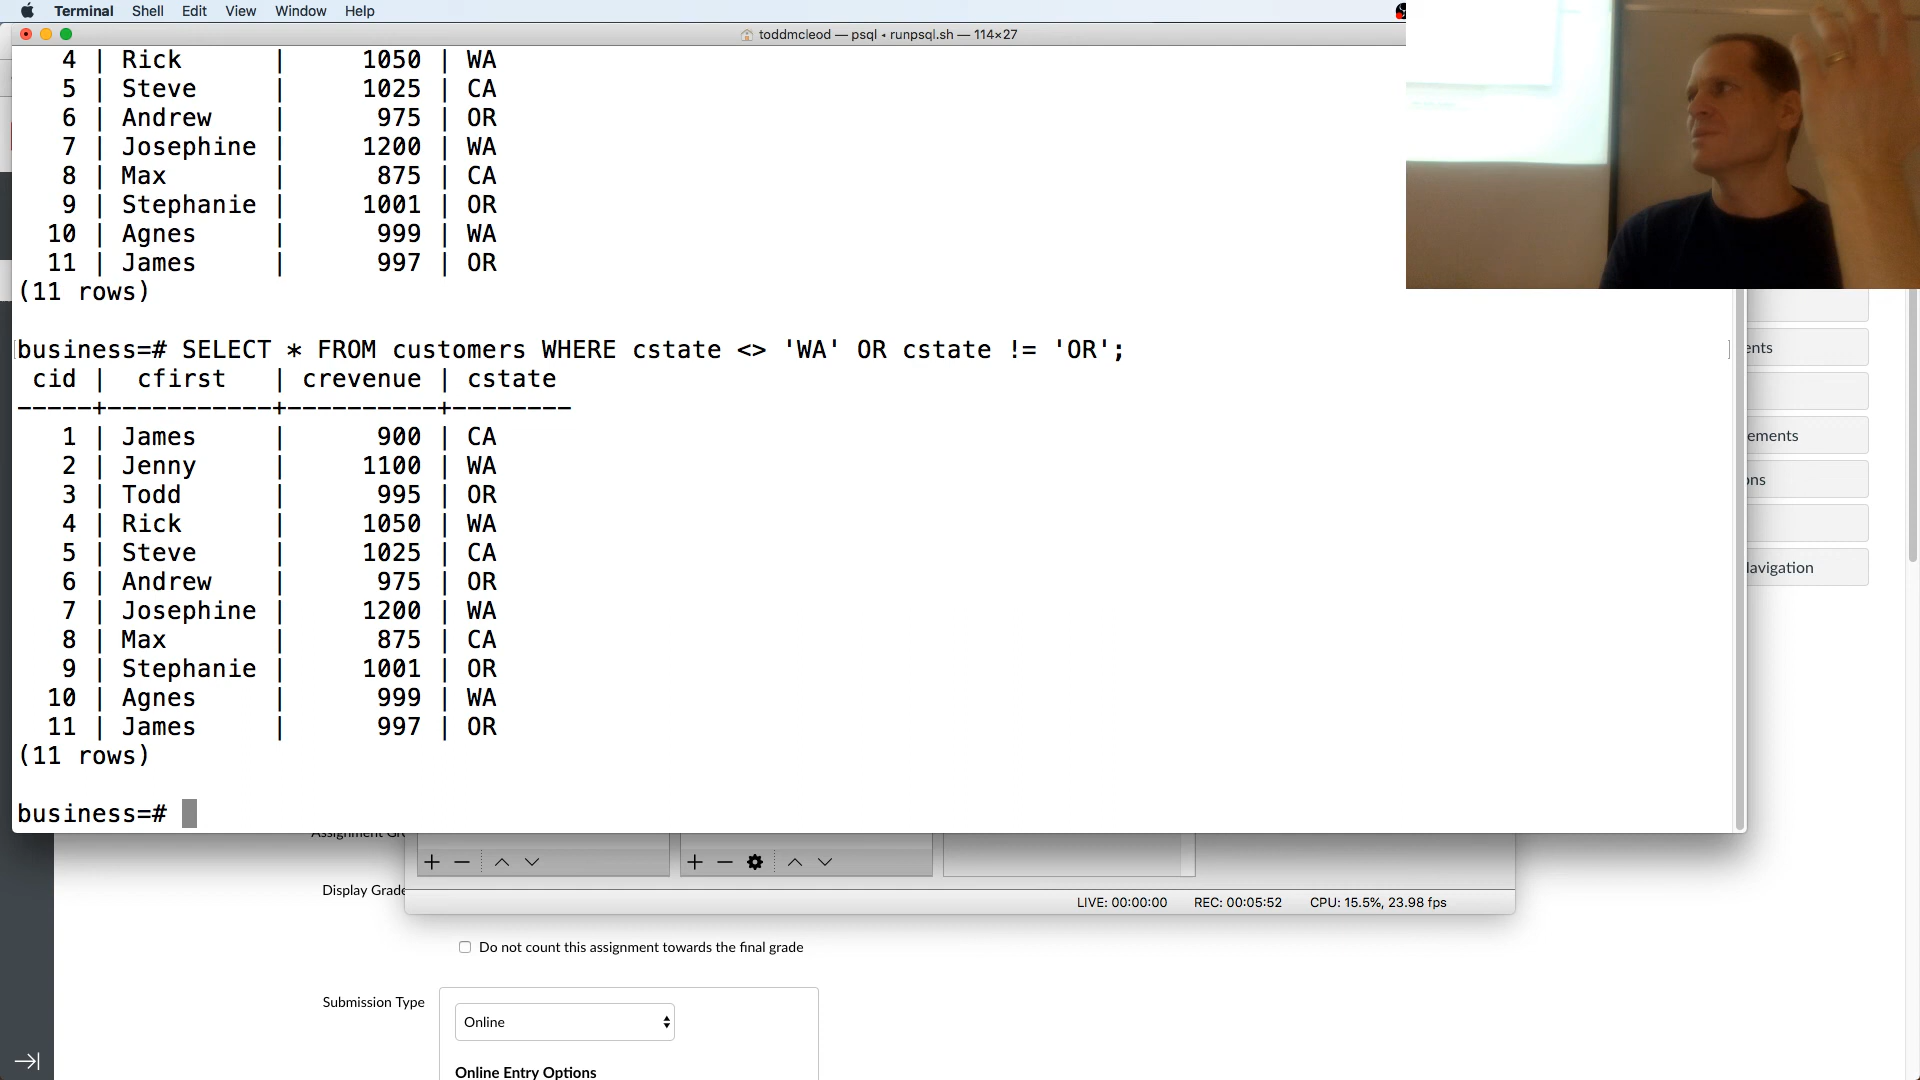 Terminal Shell Edit View Window Help
toddmcleod — psql • runpsql.sh — 114×27
4 | Rick | 1050 | WA
5 | Steve | 1025 | CA
6 | Andrew | 975 | OR
7 | Josephine | 1200 | WA
8 | Max | 875 | CA
9 | Stephanie | 1001 | OR
10 | Agnes | 999 | WA
11 | James | 997 | OR
(11 rows)
business=# SELECT * FROM customers WHERE cstate <> 'WA' OR cstate != 'OR';
cid | cfirst | crevenue | cstate
-----+-----------+----------+--------
1 | James | 900 | CA
2 | Jenny | 1100 | WA
3 | Todd | 995 | OR
4 | Rick | 1050 | WA
5 | Steve | 1025 | CA
6 | Andrew | 975 | OR
7 | Josephine | 1200 | WA
8 | Max | 875 | CA
9 | Stephanie | 1001 | OR
10 | Agnes | 999 | WA
11 | James | 997 | OR
(11 rows)
business=#
ents
ements
ons
avigation
Display Grade
LIVE: 00:00:00 REC: 00:05:52 CPU: 15.5%, 23.98 fps
Do not count this assignment towards the final grade
Submission Type
Online
Online Entry Options